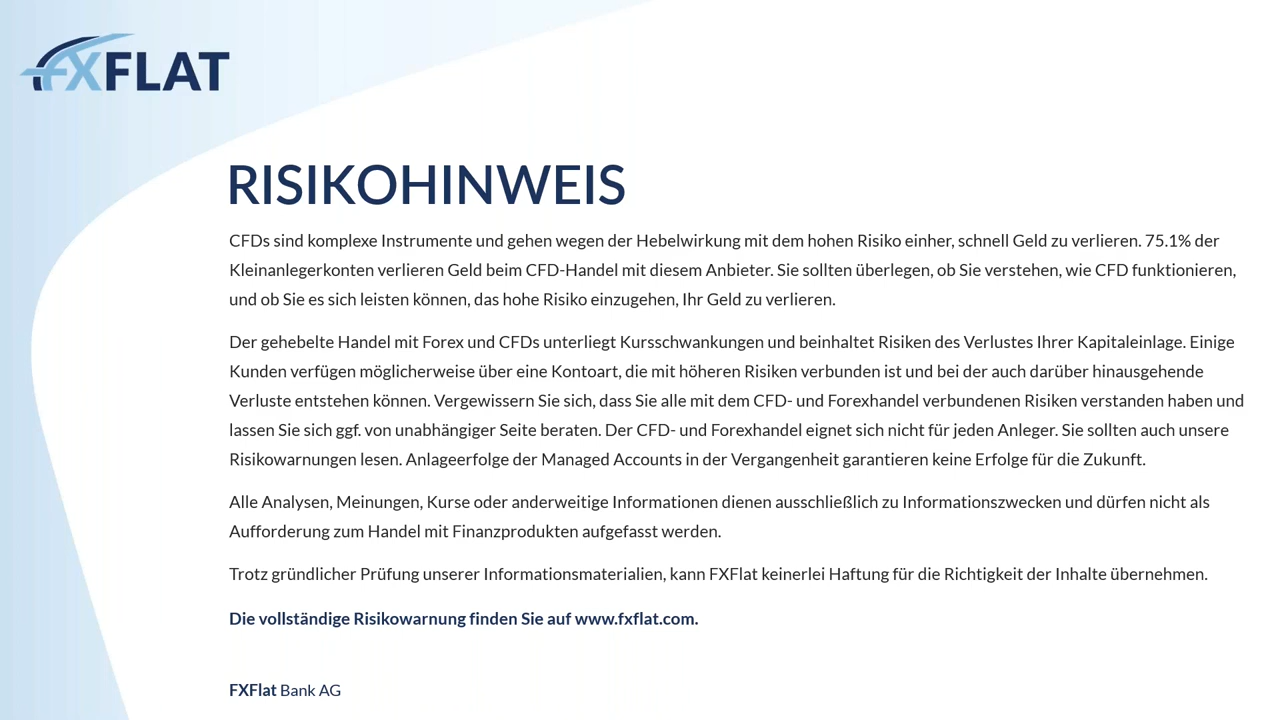 FXFLAT
RISIKOHINWEIS
CFDs sind komplexe Instrumente und gehen wegen der Hebelwirkung mit dem hohen Risiko einher, schnell Geld zu verlieren. 75.1% der
Kleinanlegerkonten verlieren Geld beim CFD-Handel mit diesem Anbieter. Sie sollten überlegen, ob Sie verstehen, wie CFD funktionieren,
und ob Sie es sich leisten können, das hohe Risiko einzugehen, Ihr Geld zu verlieren.
Der gehebelte Handel mit Forex und CFDs unterliegt Kursschwankungen und beinhaltet Risiken des Verlustes Ihrer Kapitaleinlage. Einige
Kunden verfügen möglicherweise über eine Kontoart, die mit höheren Risiken verbunden ist und bei der auch darüber hinausgehende
Verluste entstehen können. Vergewissern Sie sich, dass Sie alle mit dem CFD- und Forexhandel verbundenen Risiken verstanden haben und
lassen Sie sich ggf. von unabhängiger Seite beraten. Der CFD- und Forexhandel eignet sich nicht für jeden Anleger. Sie sollten auch unsere
Risikowarnungen lesen. Anlageerfolge der Managed Accounts in der Vergangenheit garantieren keine Erfolge für die Zukunft.
Alle Analysen, Meinungen, Kurse oder anderweitige Informationen dienen ausschließlich zu Informationszwecken und dürfen nicht als
Aufforderung zum Handel mit Finanzprodukten aufgefasst werden.
Trotz gründlicher Prüfung unserer Informationsmaterialien, kann FXFlat keinerlei Haftung für die Richtigkeit der Inhalte übernehmen.
Die vollständige Risikowarnung finden Sie auf www.fxflat.com.
FXFlat Bank AG